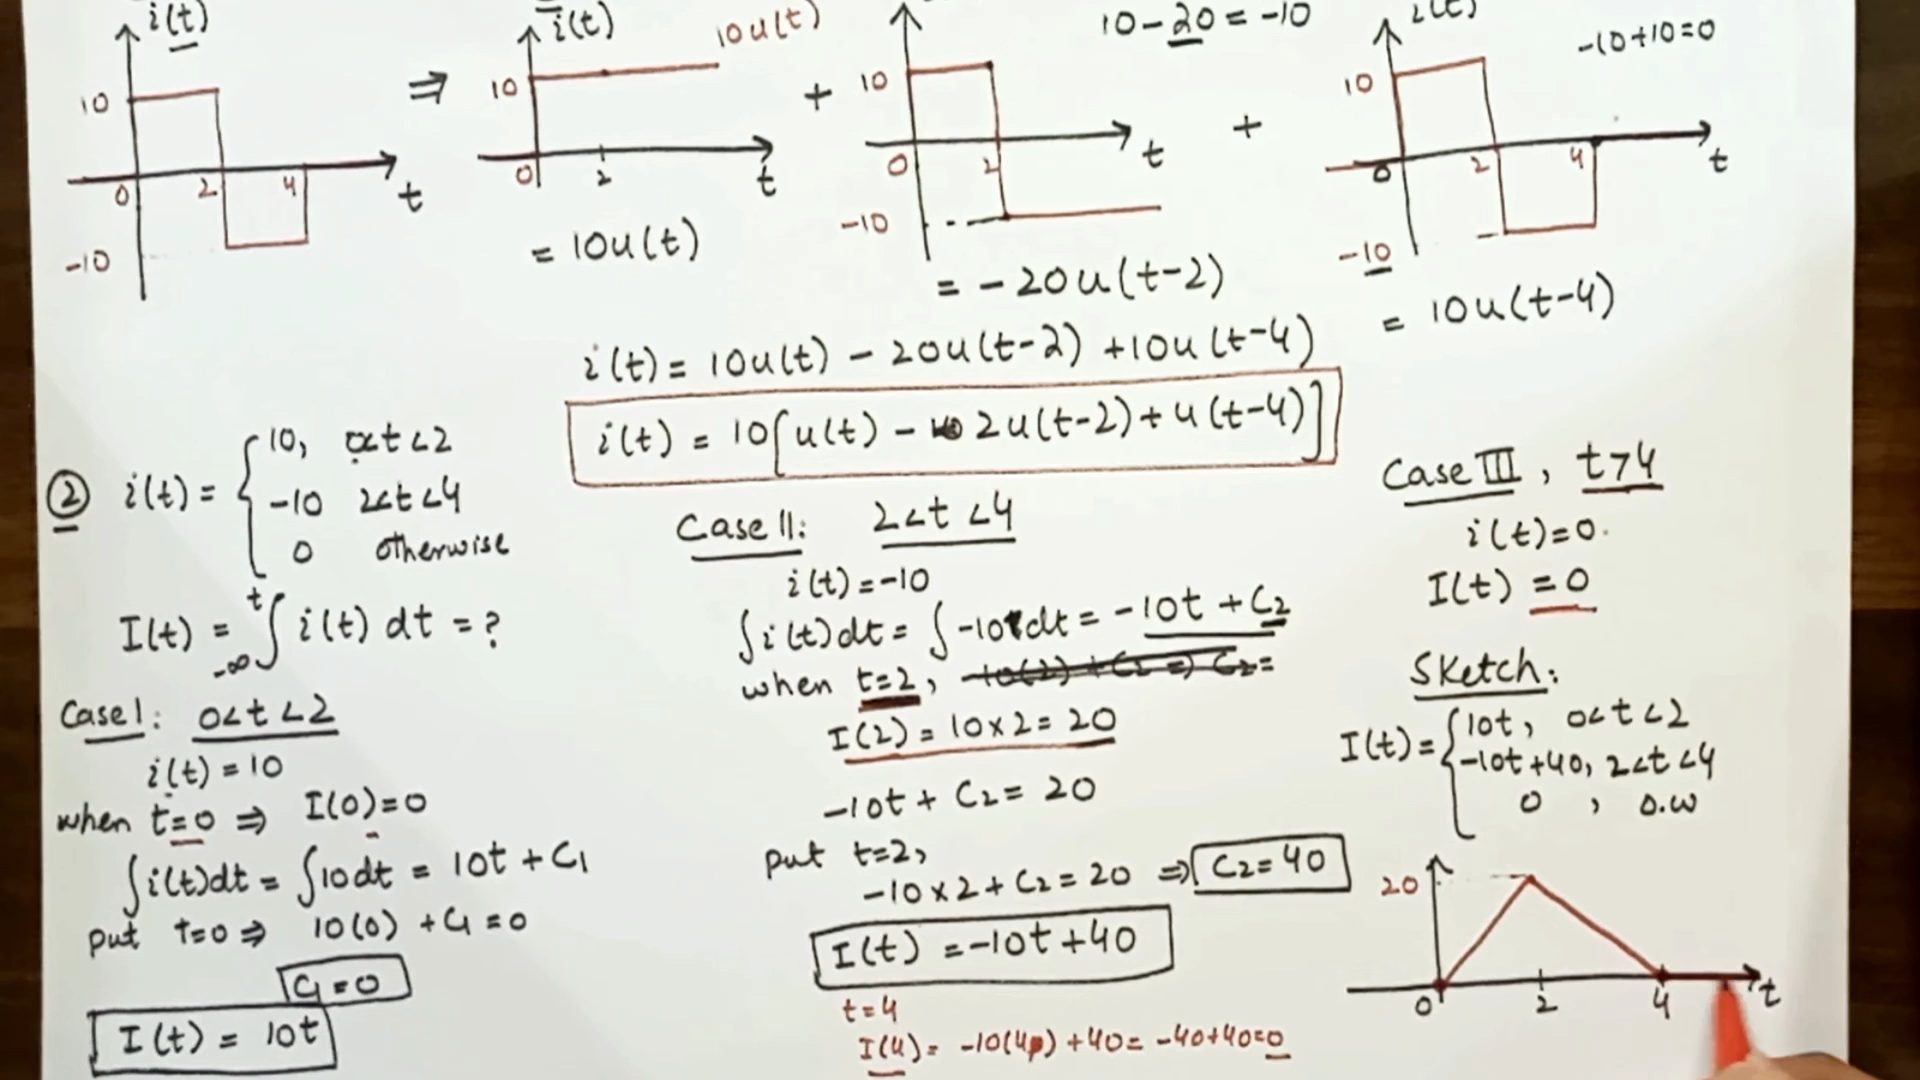 i(t)
10
0 2 4 t
-10
⇒
i(t)
10u(t)
10
0 2 t
= 10u(t)
+
10-20 = -10
10
0 2 t
-10
= -20u(t-2)
+
i(t)
-10+10=0
10
0 2 4 t
-10
= 10u(t-4)
i(t) = 10u(t) - 20u(t-2) +10u(t-4)
i(t) = 10[u(t) - 2u(t-2) + u(t-4)]
② i(t) = { 10, 0<t<2
-10 2<t<4
0 otherwise
I(t) = ∫_{-∞}^{t} i(t) dt = ?
Case I: 0<t<2
i(t) = 10
when t=0 ⇒ I(0)=0
∫i(t)dt = ∫10dt = 10t + C1
put t=0 ⇒ 10(0) + C1 = 0
C1 = 0
I(t) = 10t
Case II: 2<t<4
i(t) = -10
∫i(t)dt = ∫-10dt = -10t + C2
when t=2, -10(2) + C2 ⇒ C2=
I(2) = 10×2 = 20
-10t + C2 = 20
put t=2,
-10×2 + C2 = 20 ⇒ C2 = 40
I(t) = -10t +40
t=4
I(4) = -10(4) +40 = -40+40=0
Case III, t>4
i(t)=0.
I(t) = 0
Sketch:
I(t) = { 10t, 0<t<2
-10t+40, 2<t<4
0 , o.w
20
0 2 4 t